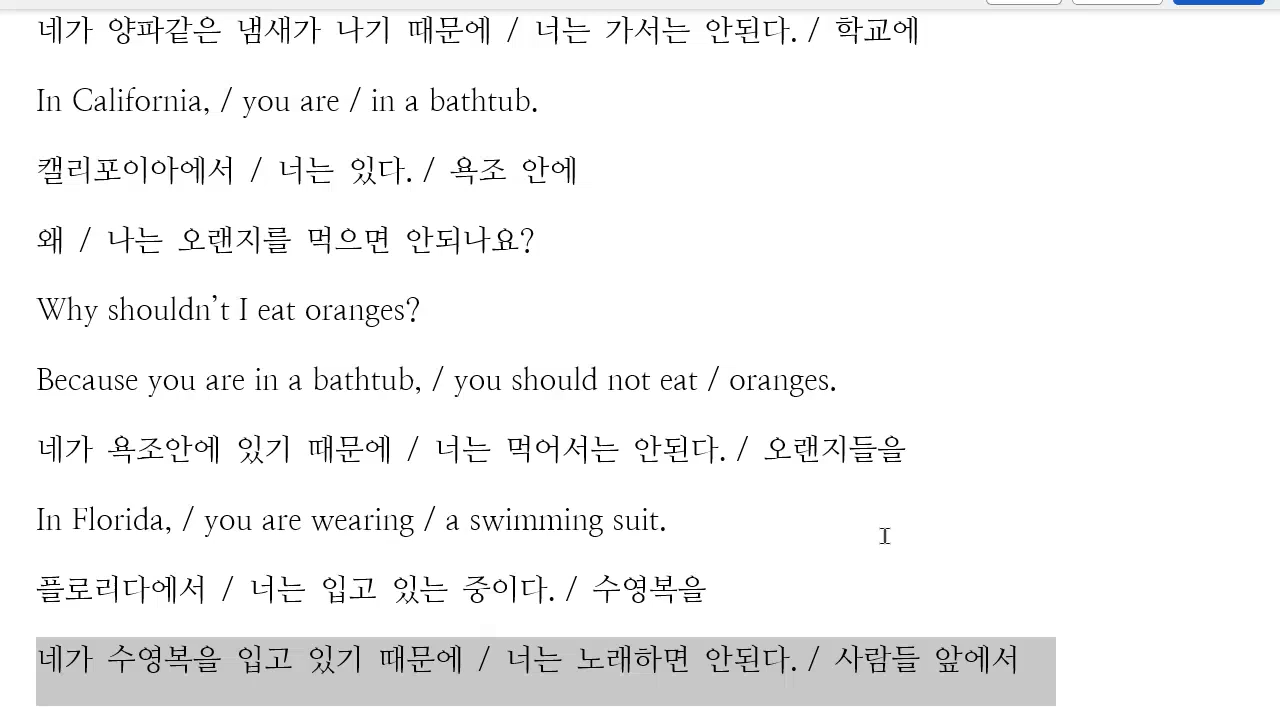 네가 양파같은 냄새가 나기 때문에 / 너는 가서는 안된다. / 학교에
In California, / you are / in a bathtub.
캘리포이아에서 / 너는 있다. / 욕조 안에
왜 / 나는 오랜지를 먹으면 안되나요?
Why shouldn’t I eat oranges?
Because you are in a bathtub, / you should not eat / oranges.
네가 욕조안에 있기 때문에 / 너는 먹어서는 안된다. / 오랜지들을
In Florida, / you are wearing / a swimming suit.
플로리다에서 / 너는 입고 있는 중이다. / 수영복을
네가 수영복을 입고 있기 때문에 / 너는 노래하면 안된다. / 사람들 앞에서